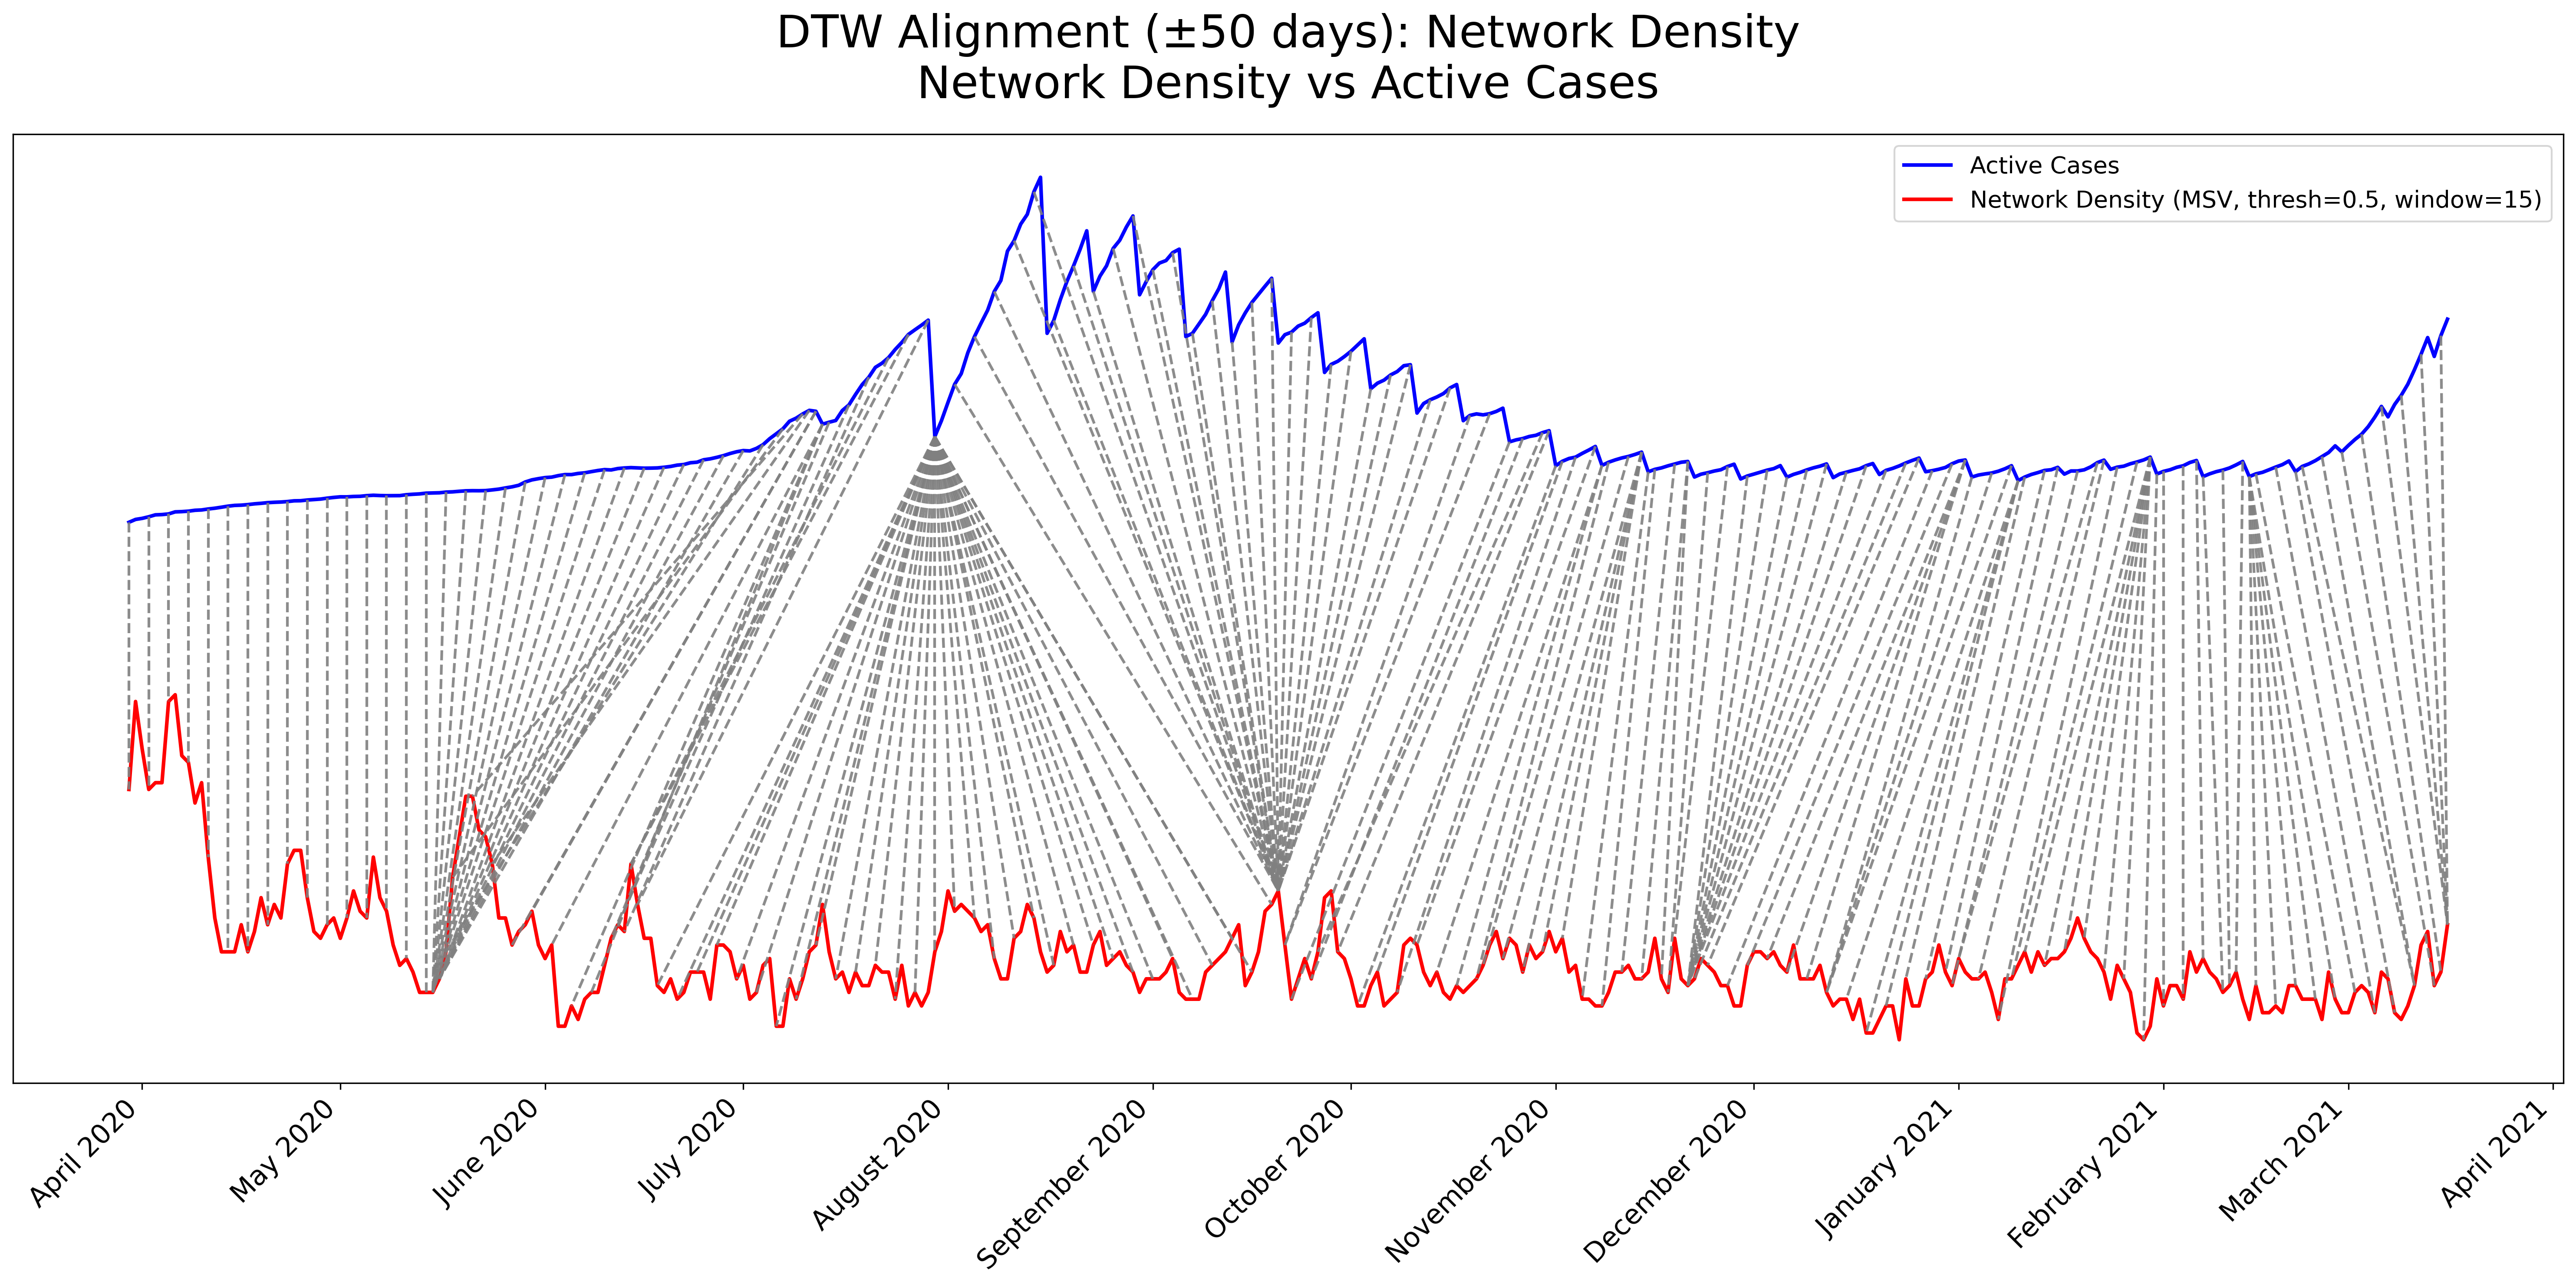 DTW Alignment (±50 days): Network Density
Network Density vs Active Cases
Active Cases
Network Density (MSV, thresh=0.5, window=15)
April 2020
May 2020
June 2020
July 2020
August 2020
September 2020
October 2020
November 2020
December 2020
January 2021
February 2021
March 2021
April 2021